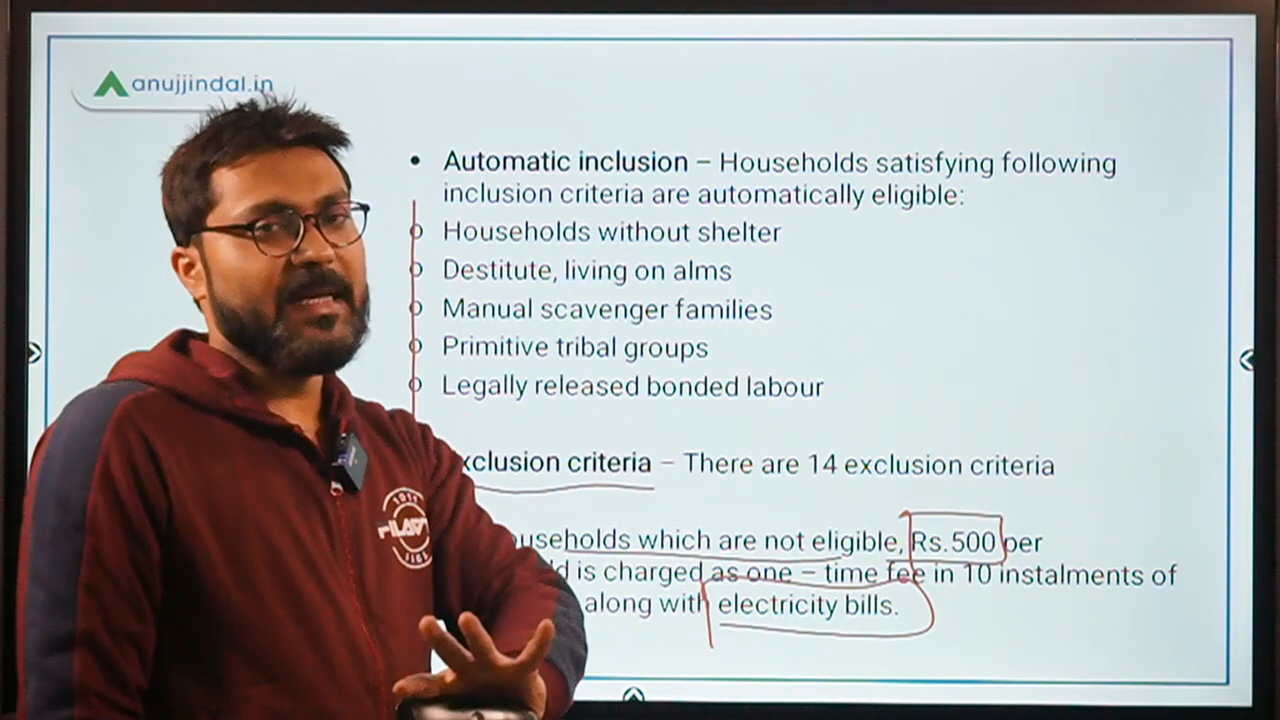 anujjindal.in
• Automatic inclusion – Households satisfying following
inclusion criteria are automatically eligible:
o Households without shelter
o Destitute, living on alms
o Manual scavenger families
o Primitive tribal groups
o Legally released bonded labour
xclusion criteria – There are 14 exclusion criteria
useholds which are not eligible, Rs.500 per
ld is charged as one – time fee in 10 instalments of
along with electricity bills.